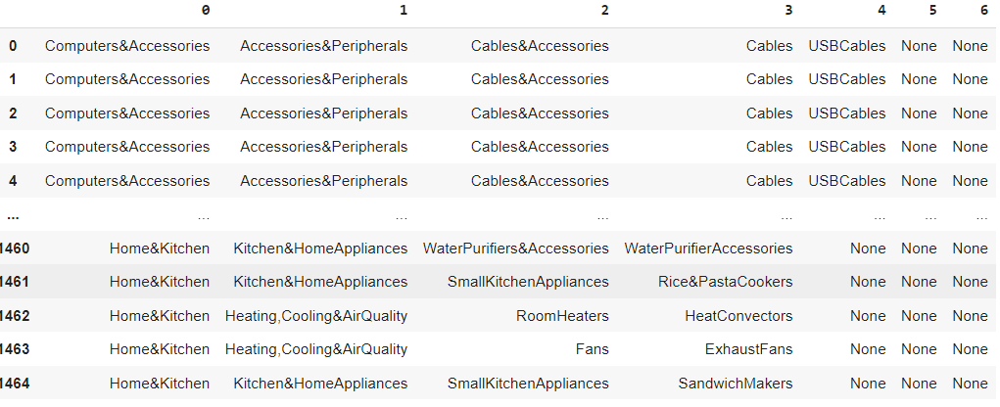 0 1 2 3 4 5 6
0 Computers&Accessories Accessories&Peripherals Cables&Accessories Cables USBCables None None
1 Computers&Accessories Accessories&Peripherals Cables&Accessories Cables USBCables None None
2 Computers&Accessories Accessories&Peripherals Cables&Accessories Cables USBCables None None
3 Computers&Accessories Accessories&Peripherals Cables&Accessories Cables USBCables None None
4 Computers&Accessories Accessories&Peripherals Cables&Accessories Cables USBCables None None
... ... ... ... ... ... ... ...
1460 Home&Kitchen Kitchen&HomeAppliances WaterPurifiers&Accessories WaterPurifierAccessories None None None
1461 Home&Kitchen Kitchen&HomeAppliances SmallKitchenAppliances Rice&PastaCookers None None None
1462 Home&Kitchen Heating,Cooling&AirQuality RoomHeaters HeatConvectors None None None
1463 Home&Kitchen Heating,Cooling&AirQuality Fans ExhaustFans None None None
1464 Home&Kitchen Kitchen&HomeAppliances SmallKitchenAppliances SandwichMakers None None None